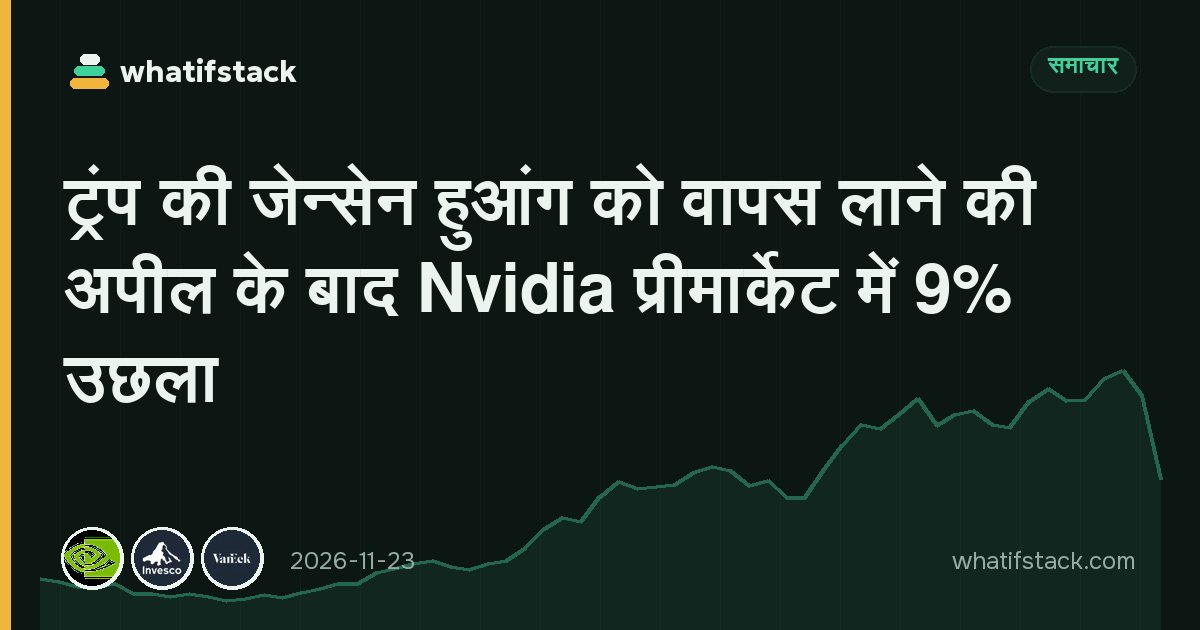 whatifstack
समाचार
ट्रंप की जेन्सेन हुआंग को वापस लाने की
अपील के बाद Nvidia प्रीमार्केट में 9%
उछला
Invesco
VanEck
2026-11-23
whatifstack.com